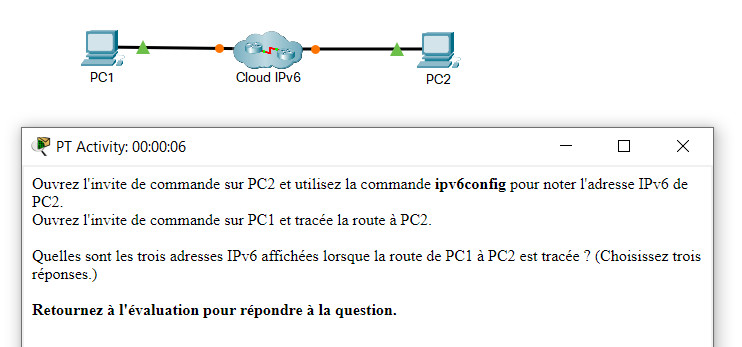 PC1
Cloud IPv6
PC2
PT Activity: 00:00:06
Ouvrez l'invite de commande sur PC2 et utilisez la commande ipv6config pour noter l'adresse IPv6 de
PC2.
Ouvrez l'invite de commande sur PC1 et tracée la route à PC2.
Quelles sont les trois adresses IPv6 affichées lorsque la route de PC1 à PC2 est tracée ? (Choisissez trois
réponses.)
Retournez à l'évaluation pour répondre à la question.